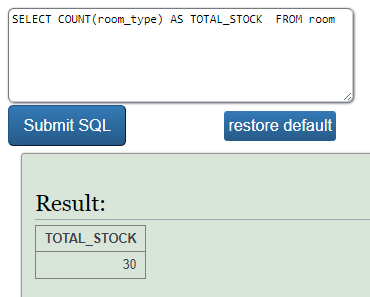 SELECT COUNT(room_type) AS TOTAL_STOCK  FROM room
Submit SQL
restore default
Result:
TOTAL_STOCK
30